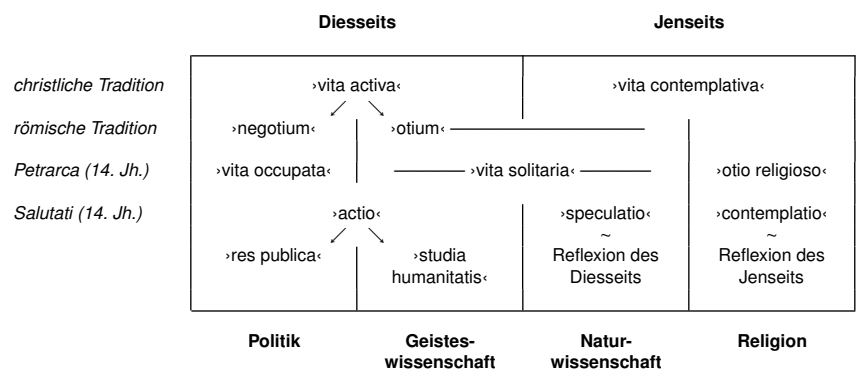 Diesseits Jenseits
christliche Tradition ›vita activa‹ ›vita contemplativa‹
römische Tradition ›negotium‹ ›otium‹
Petrarca (14. Jh.) ›vita occupata‹ ›vita solitaria‹ ›otio religioso‹
Salutati (14. Jh.) ›actio‹ ›speculatio‹ ›contemplatio‹
~ ~
›res publica‹ ›studia Reflexion des Reflexion des
humanitatis‹ Diesseits Jenseits
Politik Geistes- Natur- Religion
wissenschaft wissenschaft